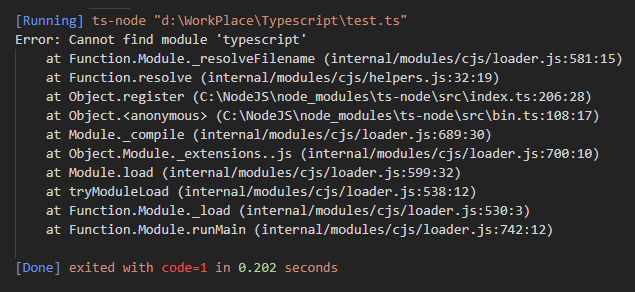 [Running] ts-node "d:\WorkPlace\Typescript\test.ts"
Error: Cannot find module 'typescript'
    at Function.Module._resolveFilename (internal/modules/cjs/loader.js:581:15)
    at Function.resolve (internal/modules/cjs/helpers.js:32:19)
    at Object.register (C:\NodeJS\node_modules\ts-node\src\index.ts:206:28)
    at Object.<anonymous> (C:\NodeJS\node_modules\ts-node\src\bin.ts:108:17)
    at Module._compile (internal/modules/cjs/loader.js:689:30)
    at Object.Module._extensions..js (internal/modules/cjs/loader.js:700:10)
    at Module.load (internal/modules/cjs/loader.js:599:32)
    at tryModuleLoad (internal/modules/cjs/loader.js:538:12)
    at Function.Module._load (internal/modules/cjs/loader.js:530:3)
    at Function.Module.runMain (internal/modules/cjs/loader.js:742:12)
[Done] exited with code=1 in 0.202 seconds